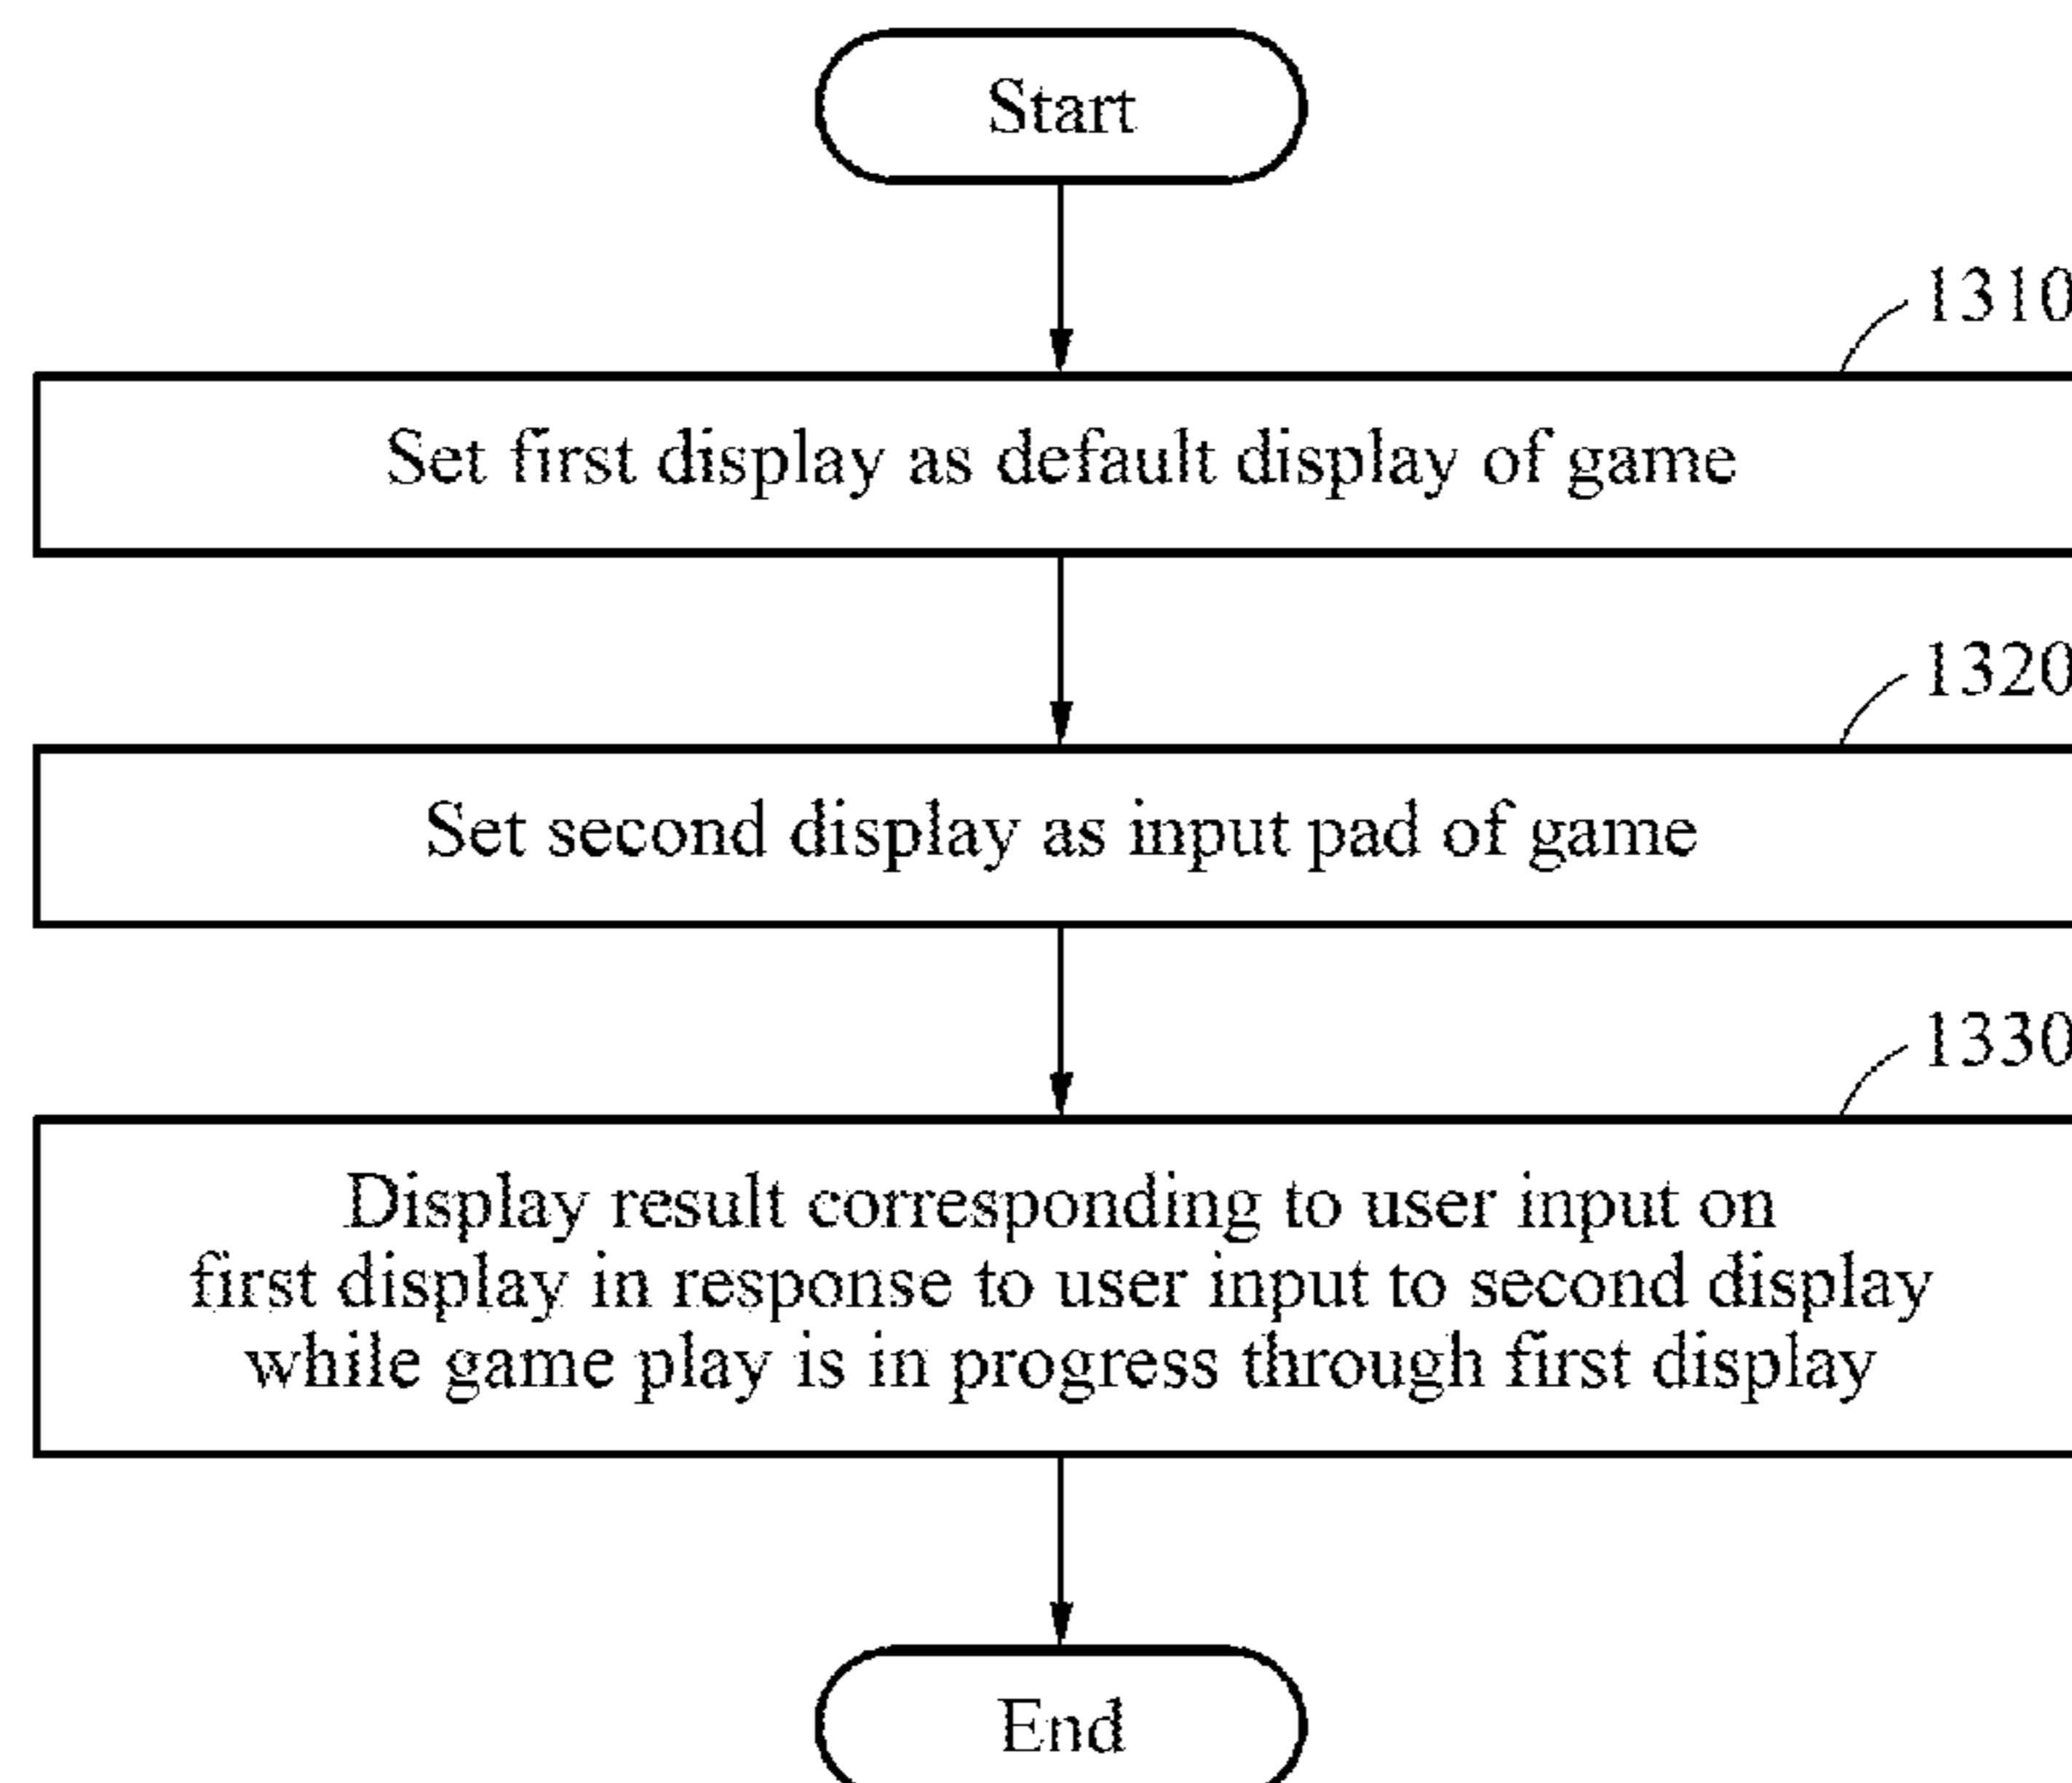 Start
1310
Set first display as default display of game
1320
Set second display as input pad of game
1330
Display result corresponding to user input on
first display in response to user input to second display
while game play is in progress through first display
End